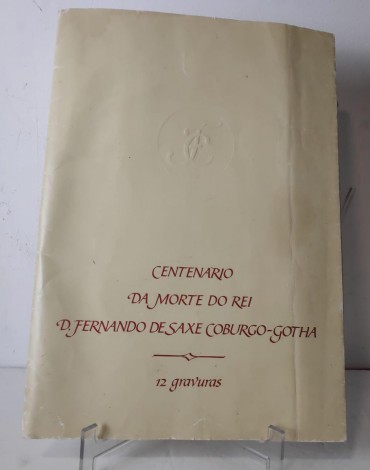 CENTENARIO
DA MORTE DO REI
D. FERNANDO DE SAXE COBURGO-GOTHA
12 gravuras